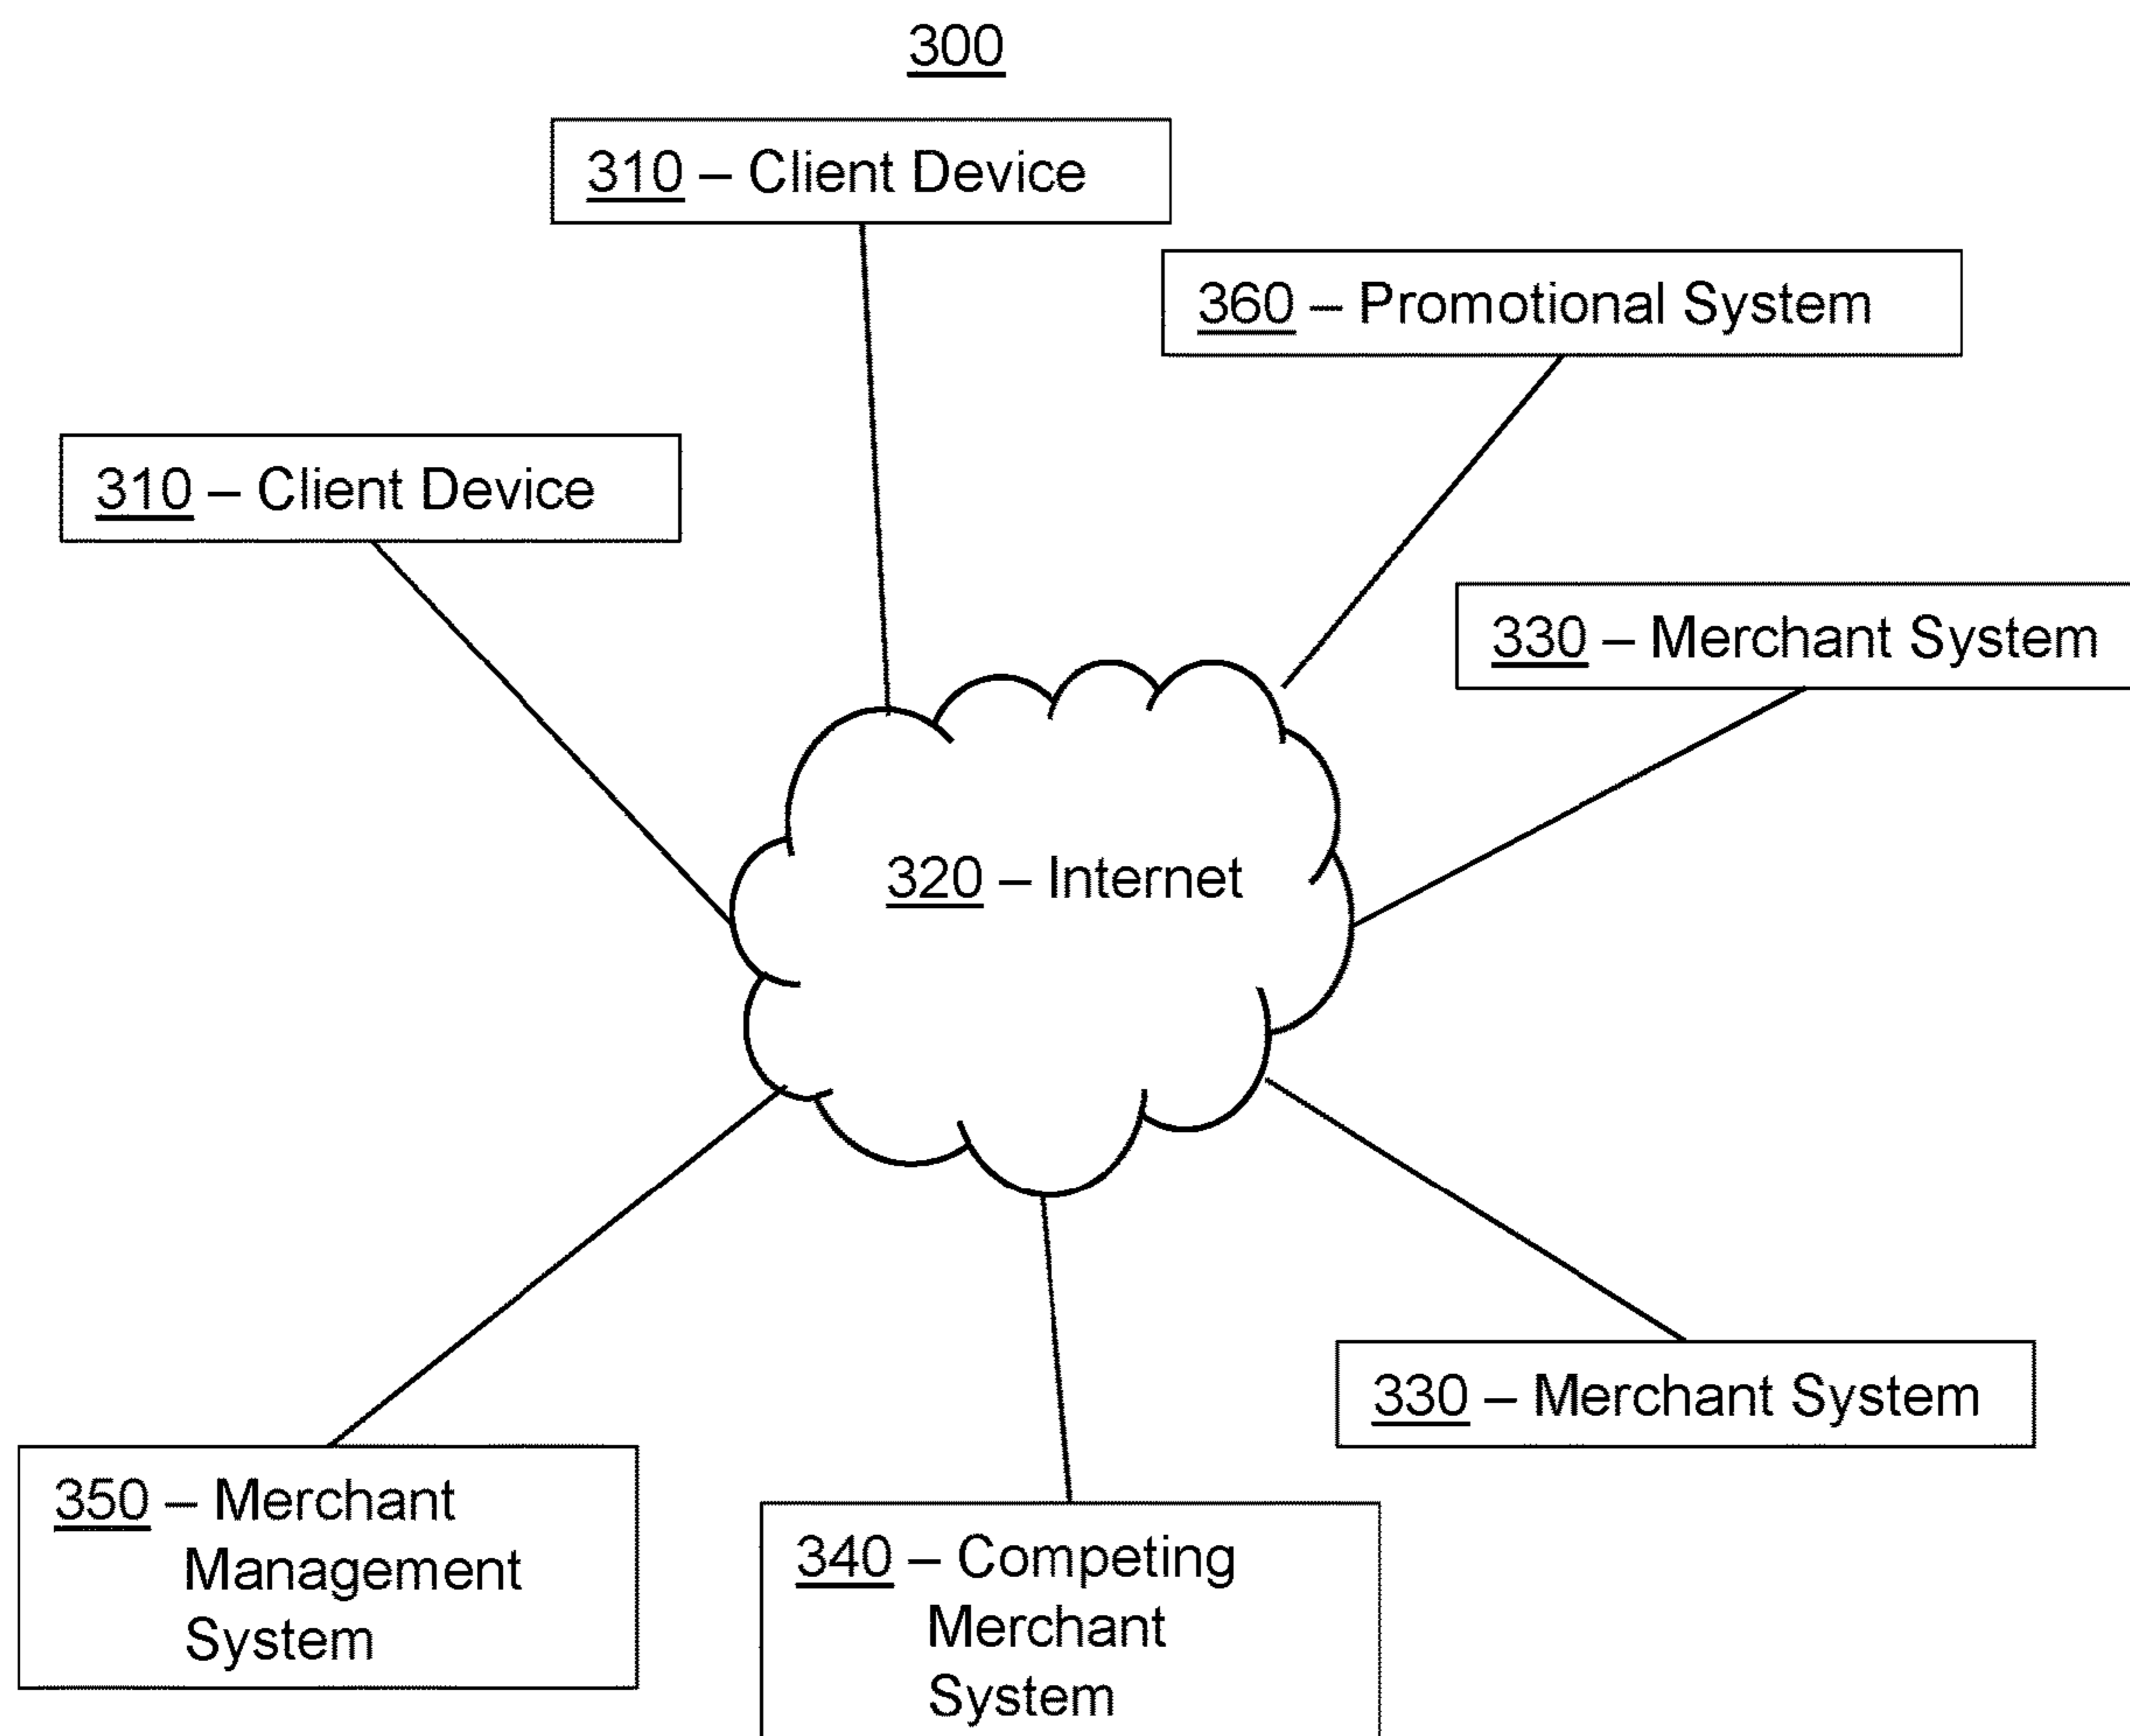 300
310 – Client Device
360 – Promotional System
310 – Client Device
330 – Merchant System
320 – Internet
330 – Merchant System
350 – Merchant
Management
System
340 – Competing
Merchant
System